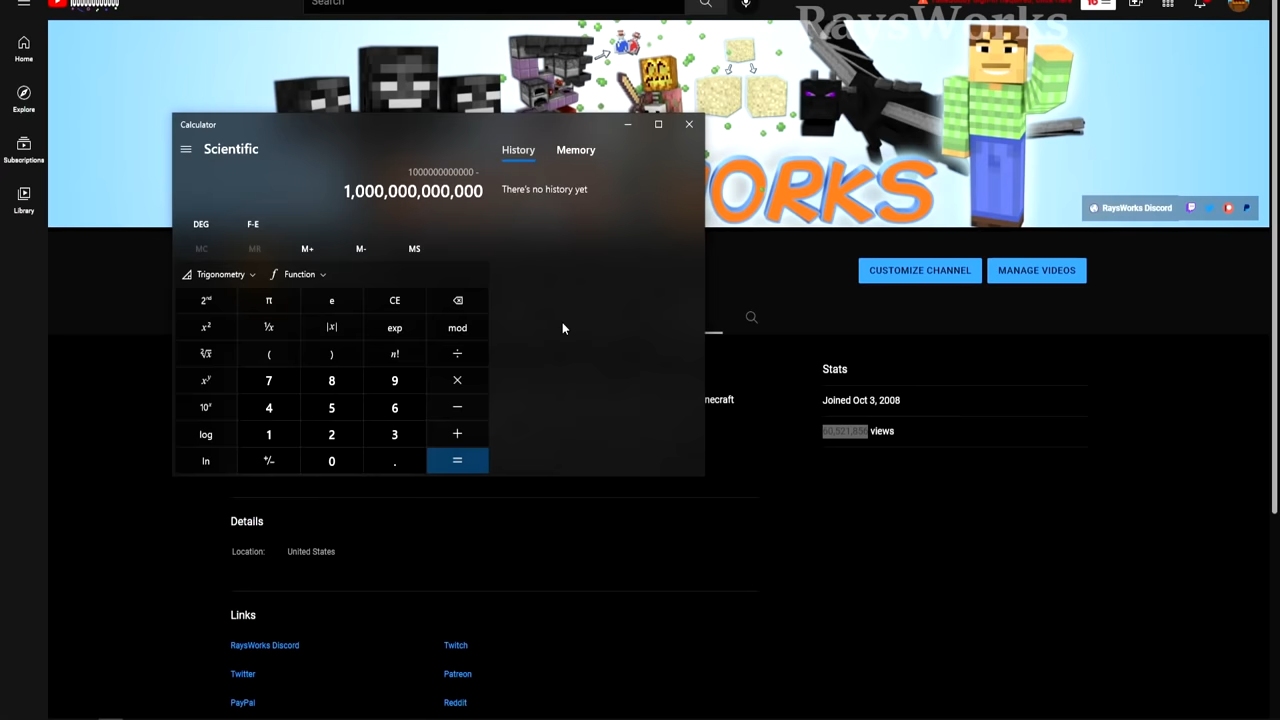 Search
RaysWorks
Home
Explore
Subscriptions
Library
ORKS
RaysWorks Discord
Calculator
Scientific
History
Memory
1000000000000 -
1,000,000,000,000
There's no history yet
DEG
F-E
MC
MR
M+
M-
MS
Trigonometry
Function
2nd
π
e
CE
x²
¹/x
|x|
exp
mod
²√x
(
)
n!
÷
xʸ
7
8
9
×
10ˣ
4
5
6
−
log
1
2
3
+
ln
+/−
0
.
=
CUSTOMIZE CHANNEL
MANAGE VIDEOS
necraft
Stats
Joined Oct 3, 2008
60,521,856 views
Details
Location:
United States
Links
RaysWorks Discord
Twitch
Twitter
Patreon
PayPal
Reddit